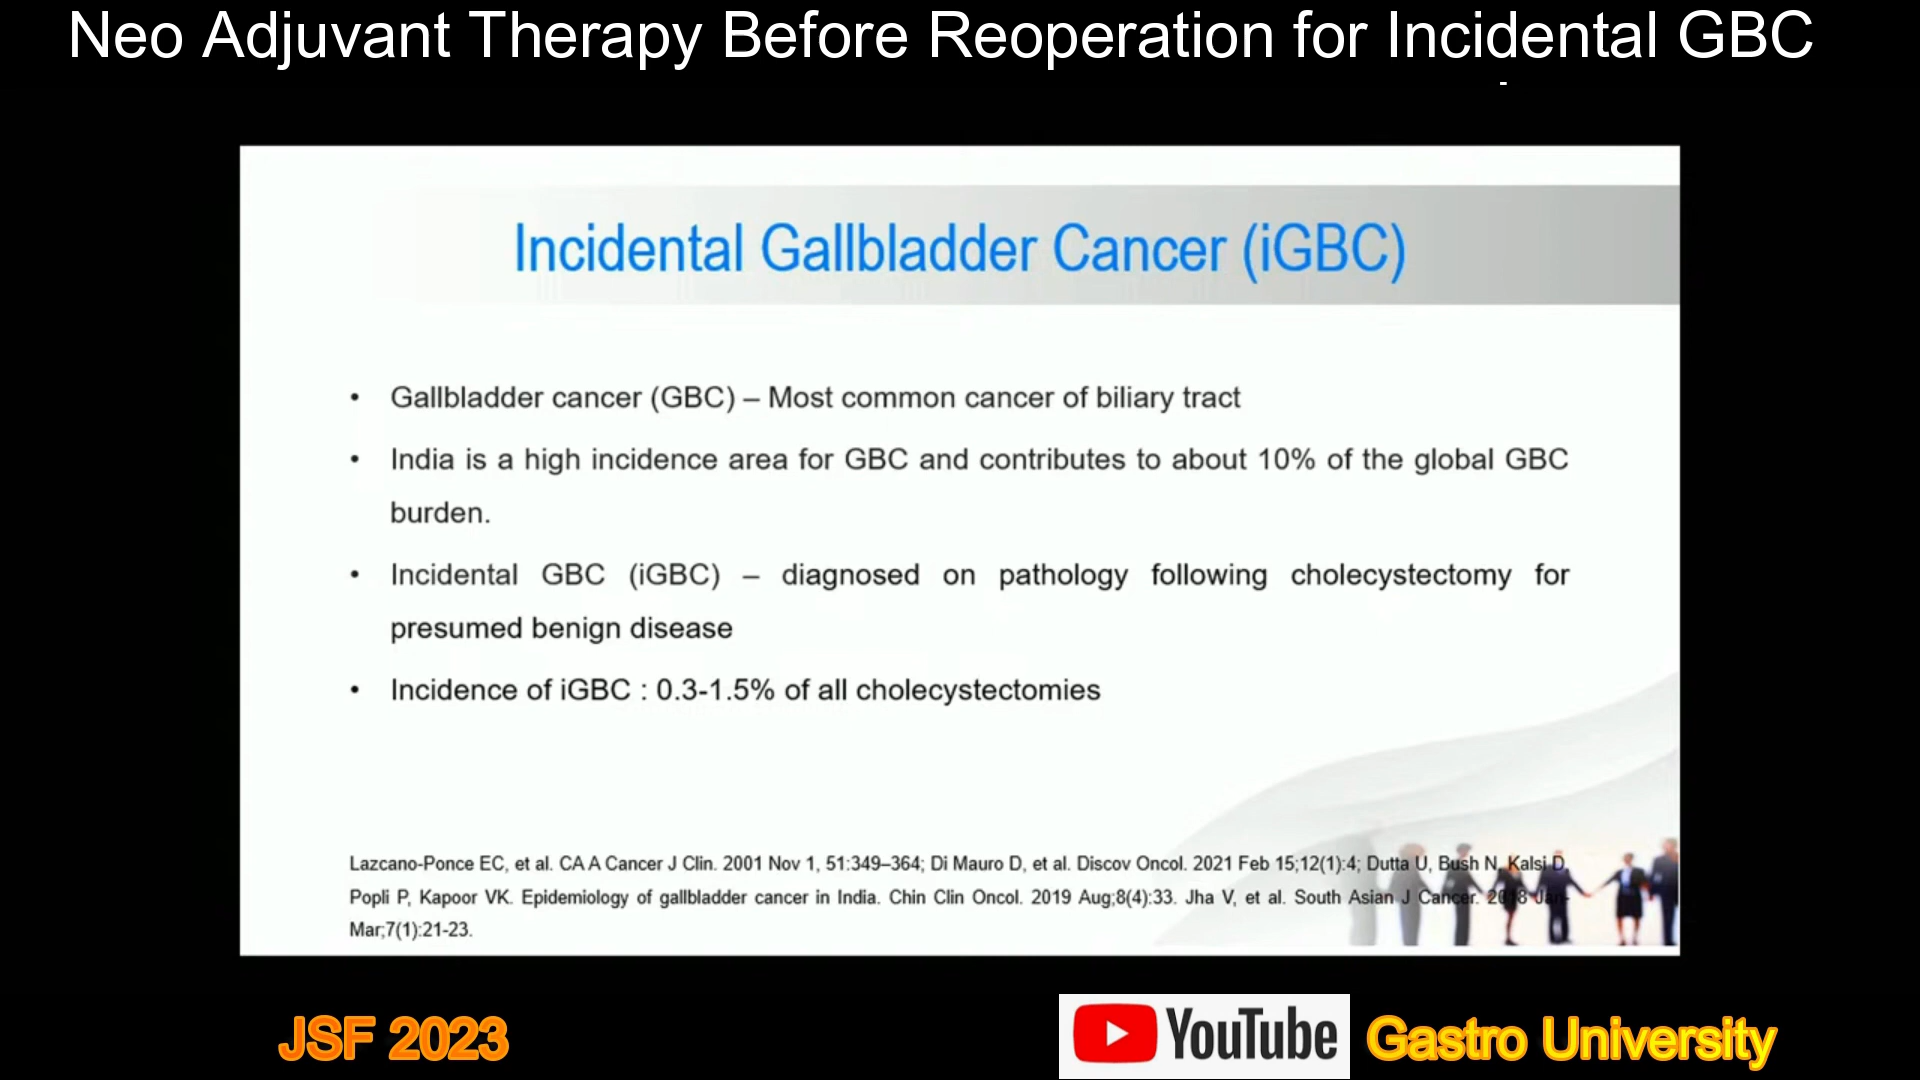 Neo Adjuvant Therapy Before Reoperation for Incidental GBC
Incidental Gallbladder Cancer (iGBC)
• Gallbladder cancer (GBC) – Most common cancer of biliary tract
• India is a high incidence area for GBC and contributes to about 10% of the global GBC
burden.
• Incidental GBC (iGBC) – diagnosed on pathology following cholecystectomy for
presumed benign disease
• Incidence of iGBC : 0.3-1.5% of all cholecystectomies
Lazcano-Ponce EC, et al. CA A Cancer J Clin. 2001 Nov 1, 51:349–364; Di Mauro D, et al. Discov Oncol. 2021 Feb 15;12(1):4; Dutta U, Bush N, Kalsi D,
Popli P, Kapoor VK. Epidemiology of gallbladder cancer in India. Chin Clin Oncol. 2019 Aug;8(4):33. Jha V, et al. South Asian J Cancer. 2018 Jan-
Mar;7(1):21-23.
JSF 2023
YouTube
Gastro University